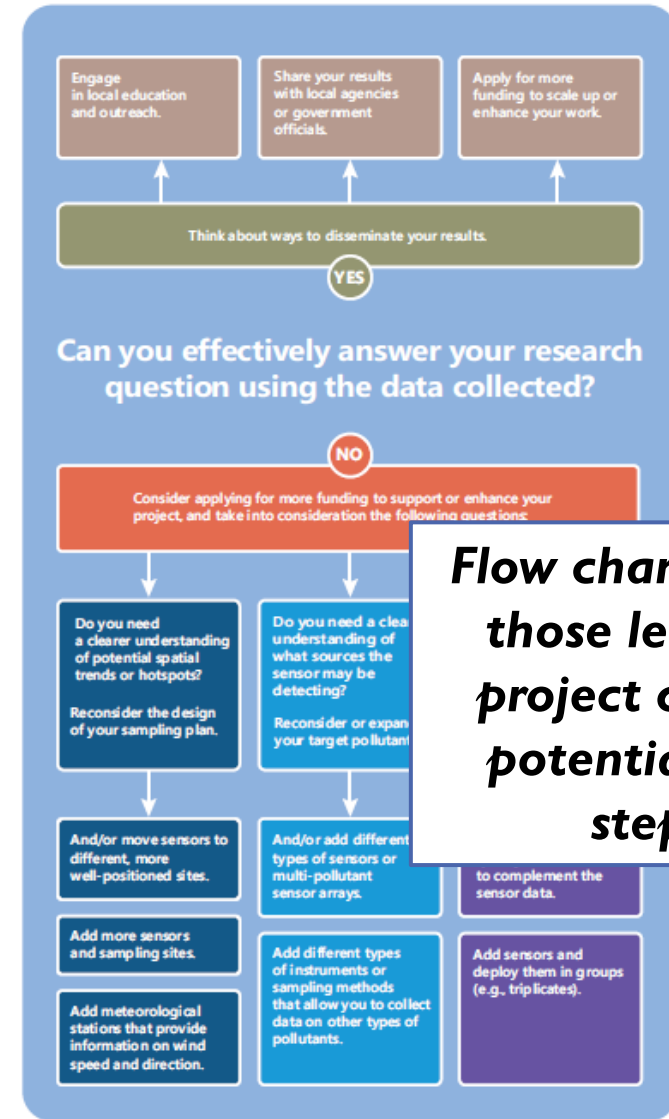 Engage
in local education
and outreach.
Share your results
with local agencies
or government
officials.
Apply for more
funding to scale up or
enhance your work.
Think about ways to disseminate your results.
YES
Can you effectively answer your research
question using the data collected?
NO
Consider applying for more funding to support or enhance your
project, and take into consideration the following questions:
Do you need
a clearer understanding
of potential spatial
trends or hotspots?
Reconsider the design
of your sampling plan.
Do you need a
understanding of
what sources the
sensor may be
detecting?
Reconsider or
your target
Flow
those
project
And/or move sensors to
different, more
well-positioned sites.
Add more sensors
and sampling sites.
Add meteorological
stations that provide
information on wind
speed and direction.
And/or add different
types of sensors or
multi-pollutant
sensor arrays.
Add different types
of instruments or
sampling methods
that allow you to collect
data on other types of
pollutants.
to complement the
sensor data.
Add sensors and
deploy them in groups
(e.g., triplicates).